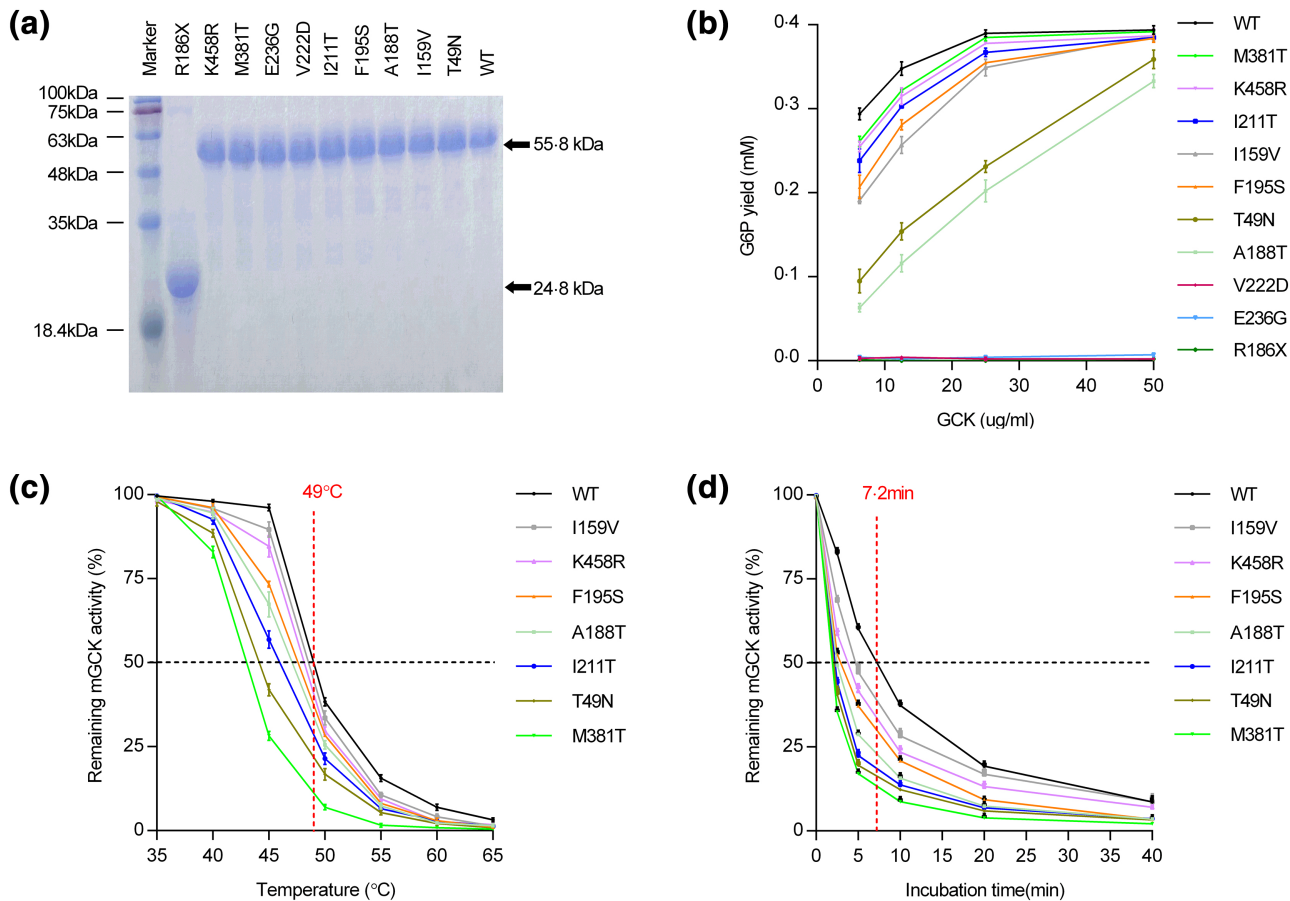 (a)
Marker
R186X
K458R
M381T
E236G
V222D
I211T
F195S
A188T
I159V
T49N
WT
100kDa
75kDa
63kDa
48kDa
35kDa
18.4kDa
55·8 kDa
24·8 kDa
(b)
G6P yield (mM)
0·4
0·3
0·2
0·1
0·0
0 10 20 30 40 50
GCK (ug/ml)
WT
M381T
K458R
I211T
I159V
F195S
T49N
A188T
V222D
E236G
R186X
(c)
49°C
Remaining mGCK activity (%)
100
75
50
25
0
35 40 45 50 55 60 65
Temperature (°C)
WT
I159V
K458R
F195S
A188T
I211T
T49N
M381T
(d)
7·2min
Remaining mGCK activity (%)
100
75
50
25
0
0 5 10 15 20 25 30 35 40
Incubation time(min)
WT
I159V
K458R
F195S
A188T
I211T
T49N
M381T